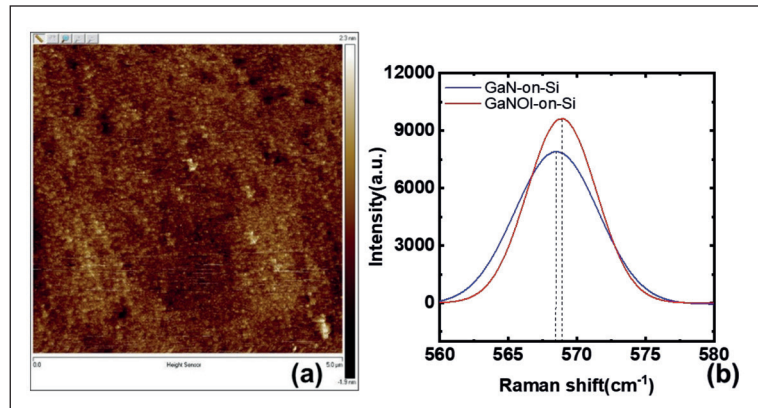 2.3 nm
-1.9 nm
0.0
Height Sensor
5.0 µm
(a)
12000
9000
6000
3000
0
Intensity(a.u.)
GaN-on-Si
GaNOI-on-Si
560
565
570
575
580
Raman shift(cm⁻¹)
(b)